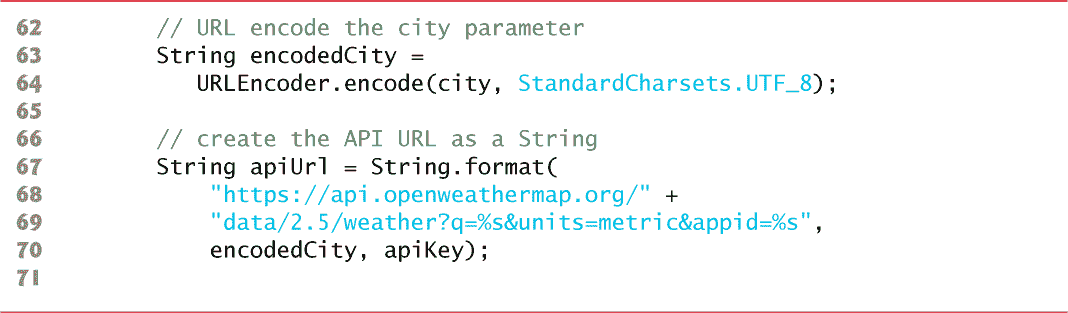 62 // URL encode the city parameter
63 String encodedCity =
64 URLEncoder.encode(city, StandardCharsets.UTF_8);
65
66 // create the API URL as a String
67 String apiUrl = String.format(
68 "https://api.openweathermap.org/" +
69 "data/2.5/weather?q=%s&units=metric&appid=%s",
70 encodedCity, apiKey);
71